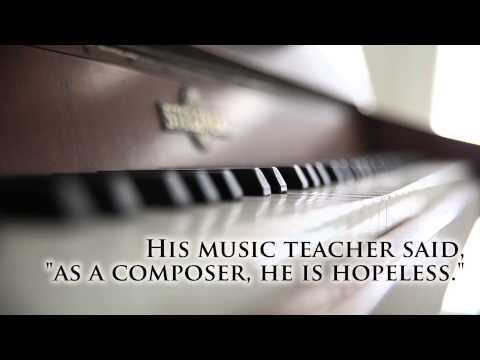 His music teacher said,
"as a composer, he is hopeless."